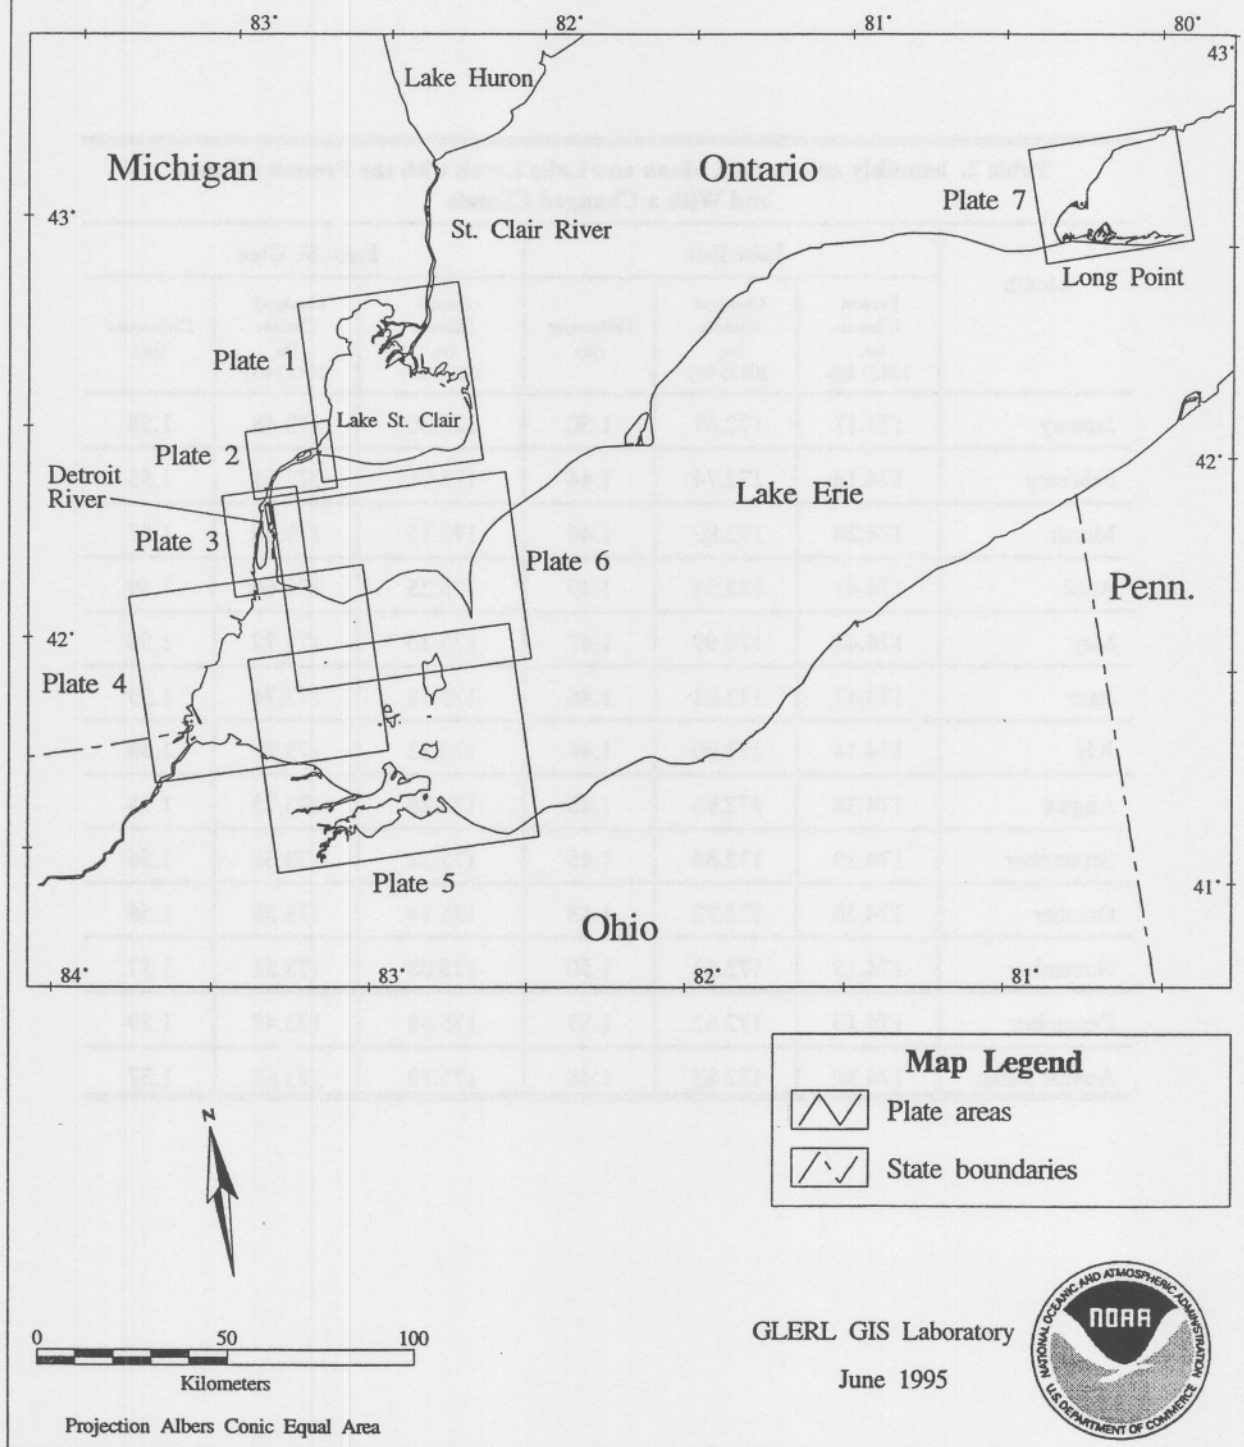 83°
82°
81°
80°
43°
Lake Huron
Michigan
Ontario
Plate 7
43°
St. Clair River
Long Point
Plate 1
Lake St. Clair
Plate 2
42°
Detroit
River
Lake Erie
Plate 3
Plate 6
Penn.
42°
Plate 4
Plate 5
41°
Ohio
84°
83°
82°
81°
Map Legend
Plate areas
State boundaries
N
0 50 100
Kilometers
Projection Albers Conic Equal Area
GLERL GIS Laboratory
June 1995
NATIONAL OCEANIC AND ATMOSPHERIC ADMINISTRATION
NOAA
U.S. DEPARTMENT OF COMMERCE